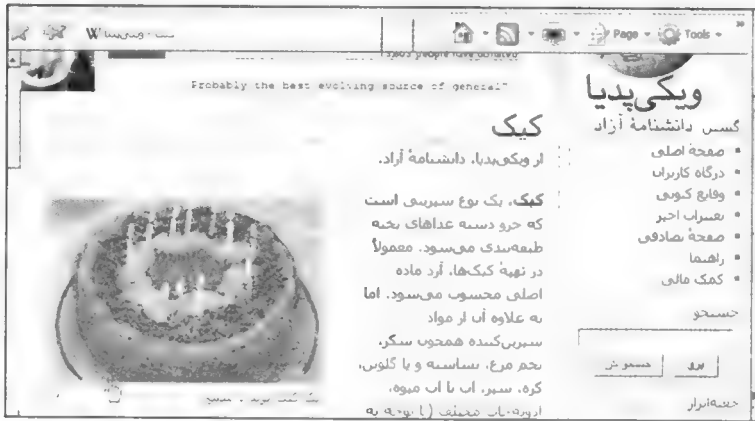 Page
Tools
Probably the best evolving source of general"
ویکی‌پدیا
دانشنامهٔ آزاد
صفحهٔ اصلی
درگاه کاربران
وقایع کنونی
تغییرات اخیر
صفحهٔ تصادفی
راهنما
کمک مالی
جستجو
برو
جعبه‌ابزار
کیک
از ویکی‌پدیا، دانشنامهٔ آزاد.
کیک، یک نوع شیرینی است
که جزو دسته غذاهای پخته
طبقه‌بندی می‌شود. معمولاً
در تهیهٔ کیک‌ها، آرد ماده
اصلی محسوب می‌شود. اما
به علاوه آن از مواد
شیرین‌کننده همچون شکر،
تخم مرغ، نشاسته و یا گلوتن،
کره، شیر، آب یا آب میوه،